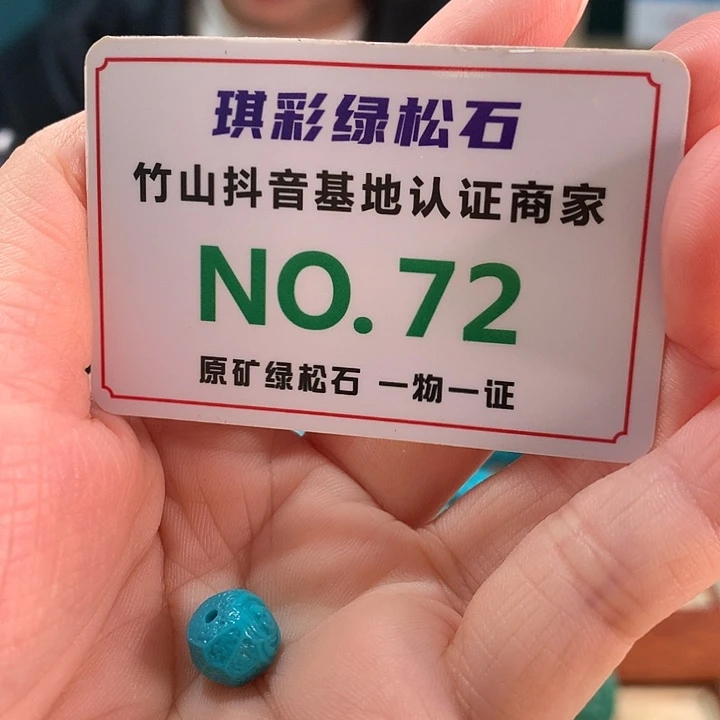 琪彩绿松石
竹山抖音基地认证商家
NO.72
原矿绿松石 一物一证